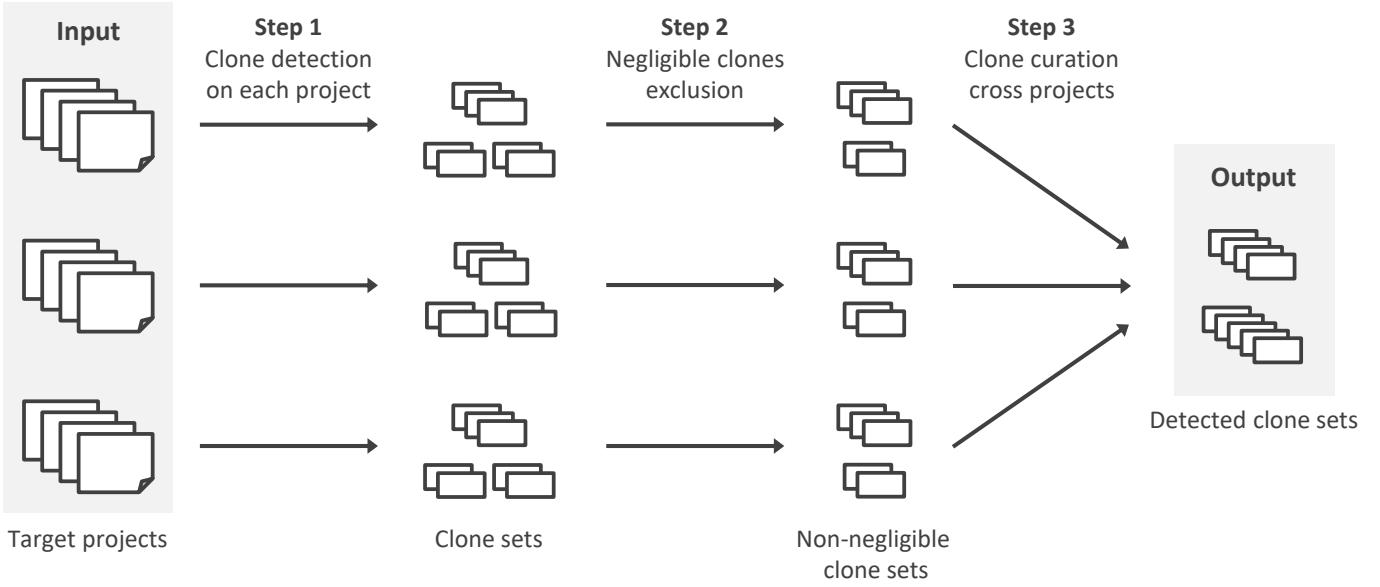 Input
Step 1
Clone detection
on each project
Step 2
Negligible clones
exclusion
Step 3
Clone curation
cross projects
Output
Detected clone sets
Target projects
Clone sets
Non-negligible
clone sets